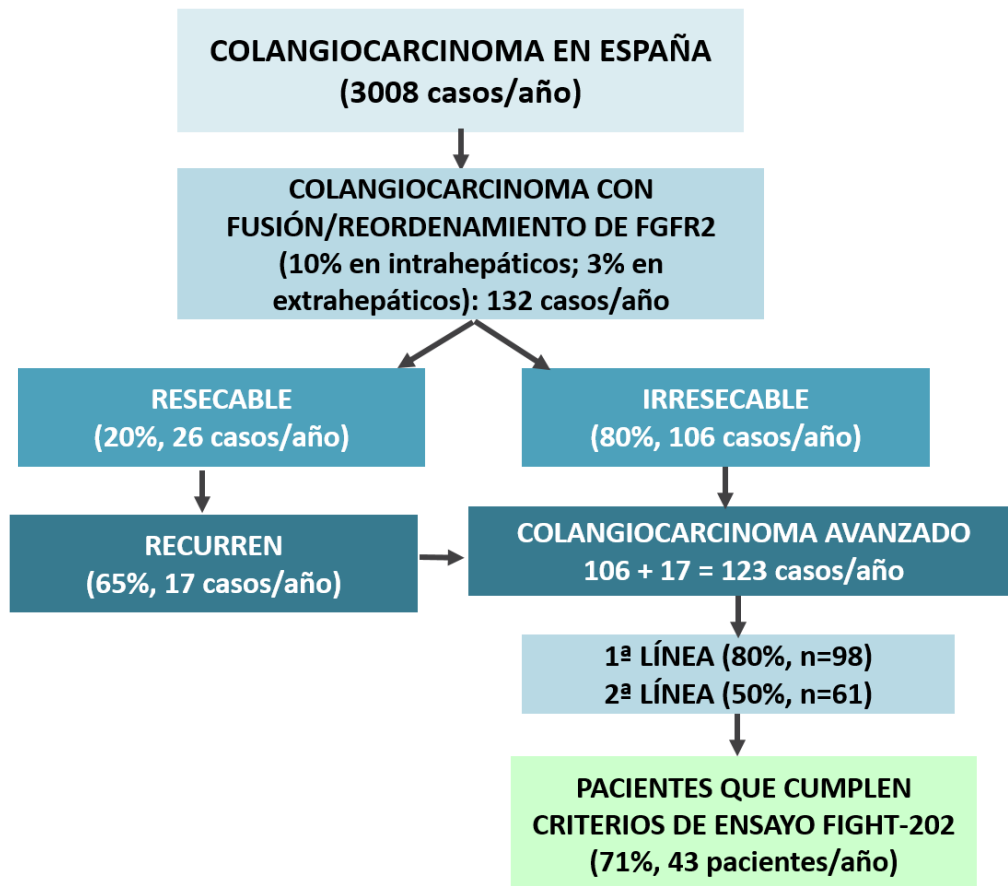 COLANGIOCARCINOMA EN ESPAÑA
(3008 casos/año)
COLANGIOCARCINOMA CON
FUSIÓN/REORDENAMIENTO DE FGFR2
(10% en intrahepáticos; 3% en
extrahepáticos): 132 casos/año
RESECABLE
(20%, 26 casos/año)
IRRESECABLE
(80%, 106 casos/año)
RECURREN
(65%, 17 casos/año)
COLANGIOCARCINOMA AVANZADO
106 + 17 = 123 casos/año
1ª LÍNEA (80%, n=98)
2ª LÍNEA (50%, n=61)
PACIENTES QUE CUMPLEN
CRITERIOS DE ENSAYO FIGHT-202
(71%, 43 pacientes/año)